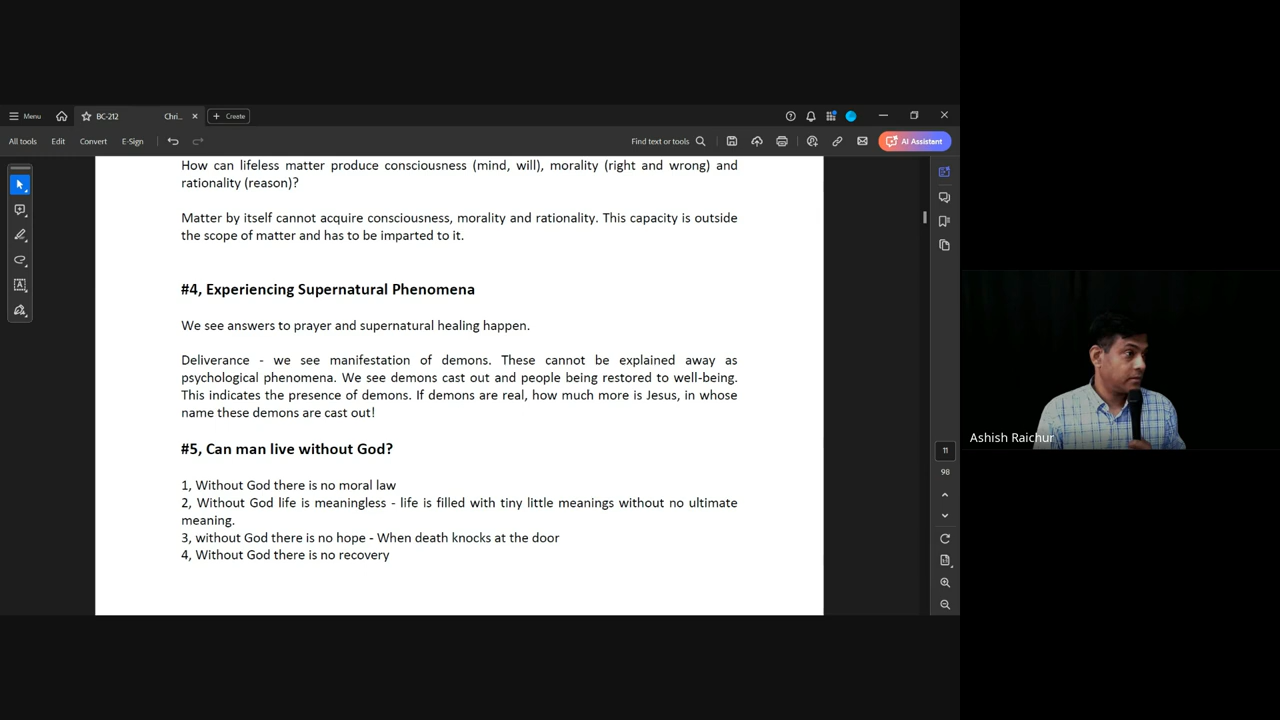 Menu
BC-212
Chri...
Create
All tools
Edit
Convert
E-Sign
Find text or tools
AI Assistant
How can lifeless matter produce consciousness (mind, will), morality (right and wrong) and
rationality (reason)?
Matter by itself cannot acquire consciousness, morality and rationality. This capacity is outside
the scope of matter and has to be imparted to it.
#4, Experiencing Supernatural Phenomena
We see answers to prayer and supernatural healing happen.
Deliverance - we see manifestation of demons. These cannot be explained away as
psychological phenomena. We see demons cast out and people being restored to well-being.
This indicates the presence of demons. If demons are real, how much more is Jesus, in whose
name these demons are cast out!
#5, Can man live without God?
1, Without God there is no moral law
2, Without God life is meaningless - life is filled with tiny little meanings without no ultimate
meaning.
3, without God there is no hope - When death knocks at the door
4, Without God there is no recovery
11
98
Ashish Raichur